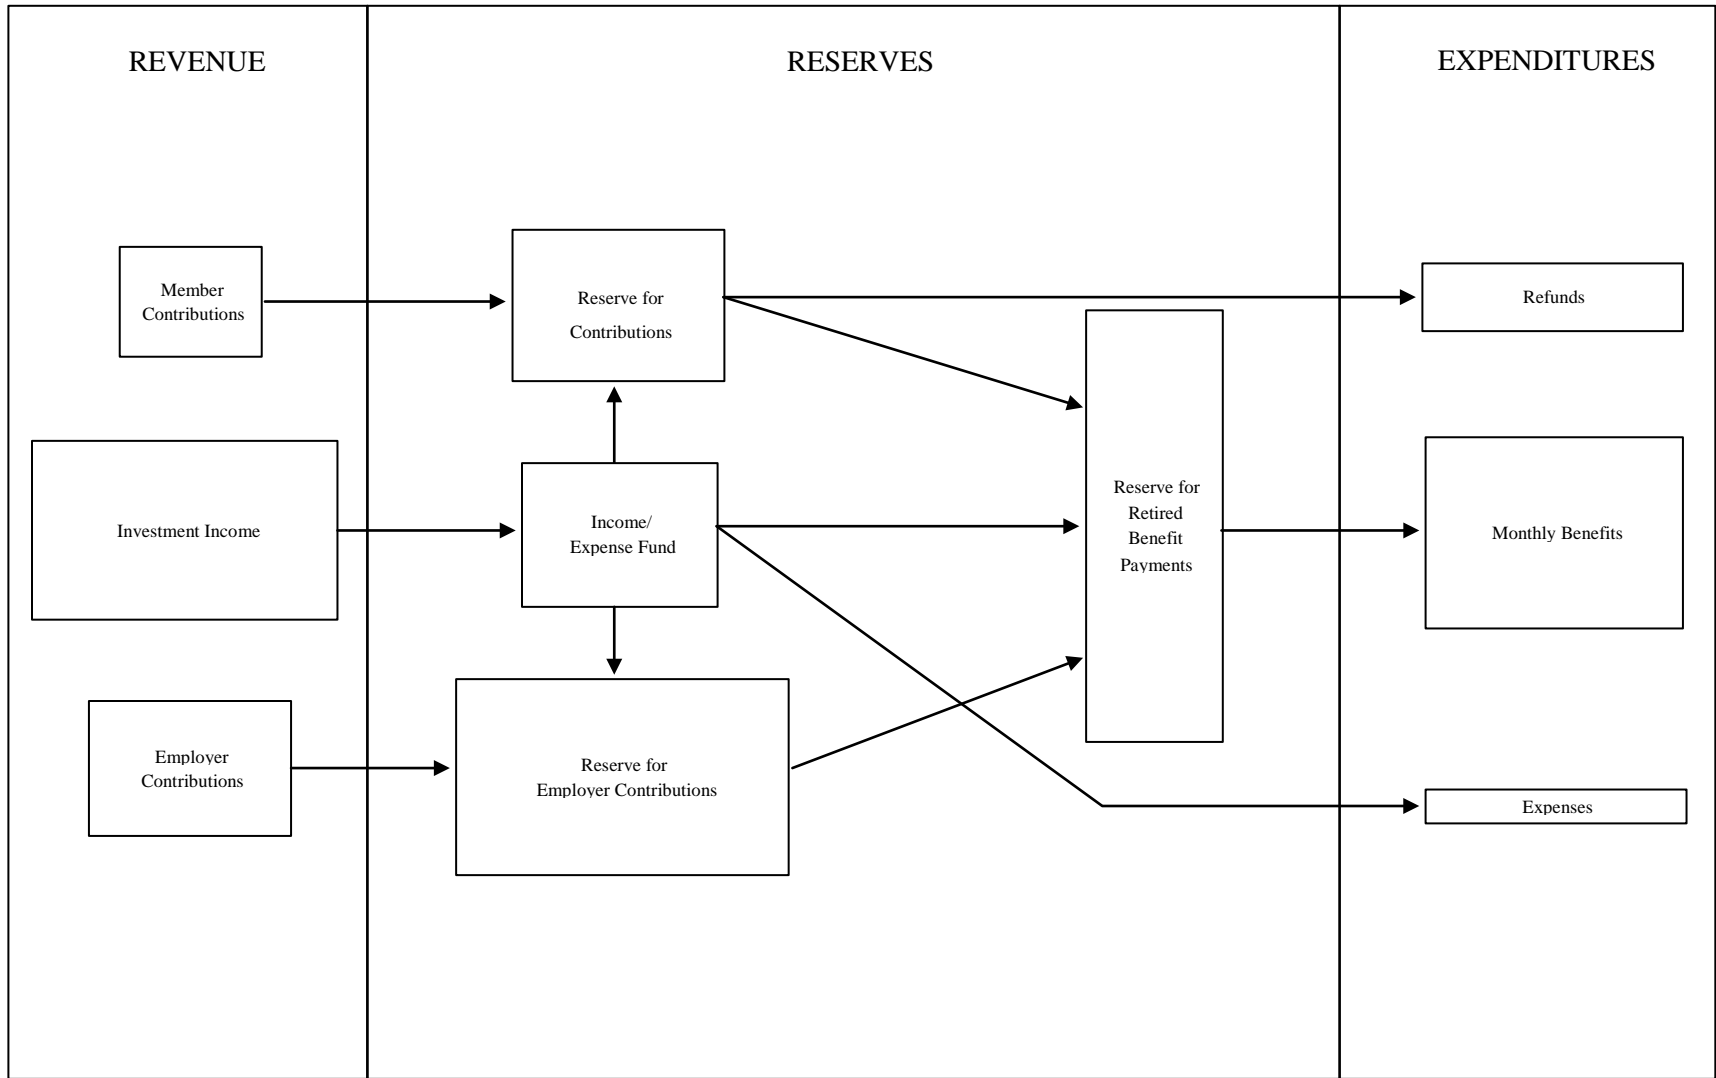 REVENUE
RESERVES
EXPENDITURES
Member
Contributions
Reserve for
Contributions
Refunds
Investment Income
Income/
Expense Fund
Reserve for
Retired
Benefit
Payments
Monthly Benefits
Employer
Contributions
Reserve for
Employer Contributions
Expenses